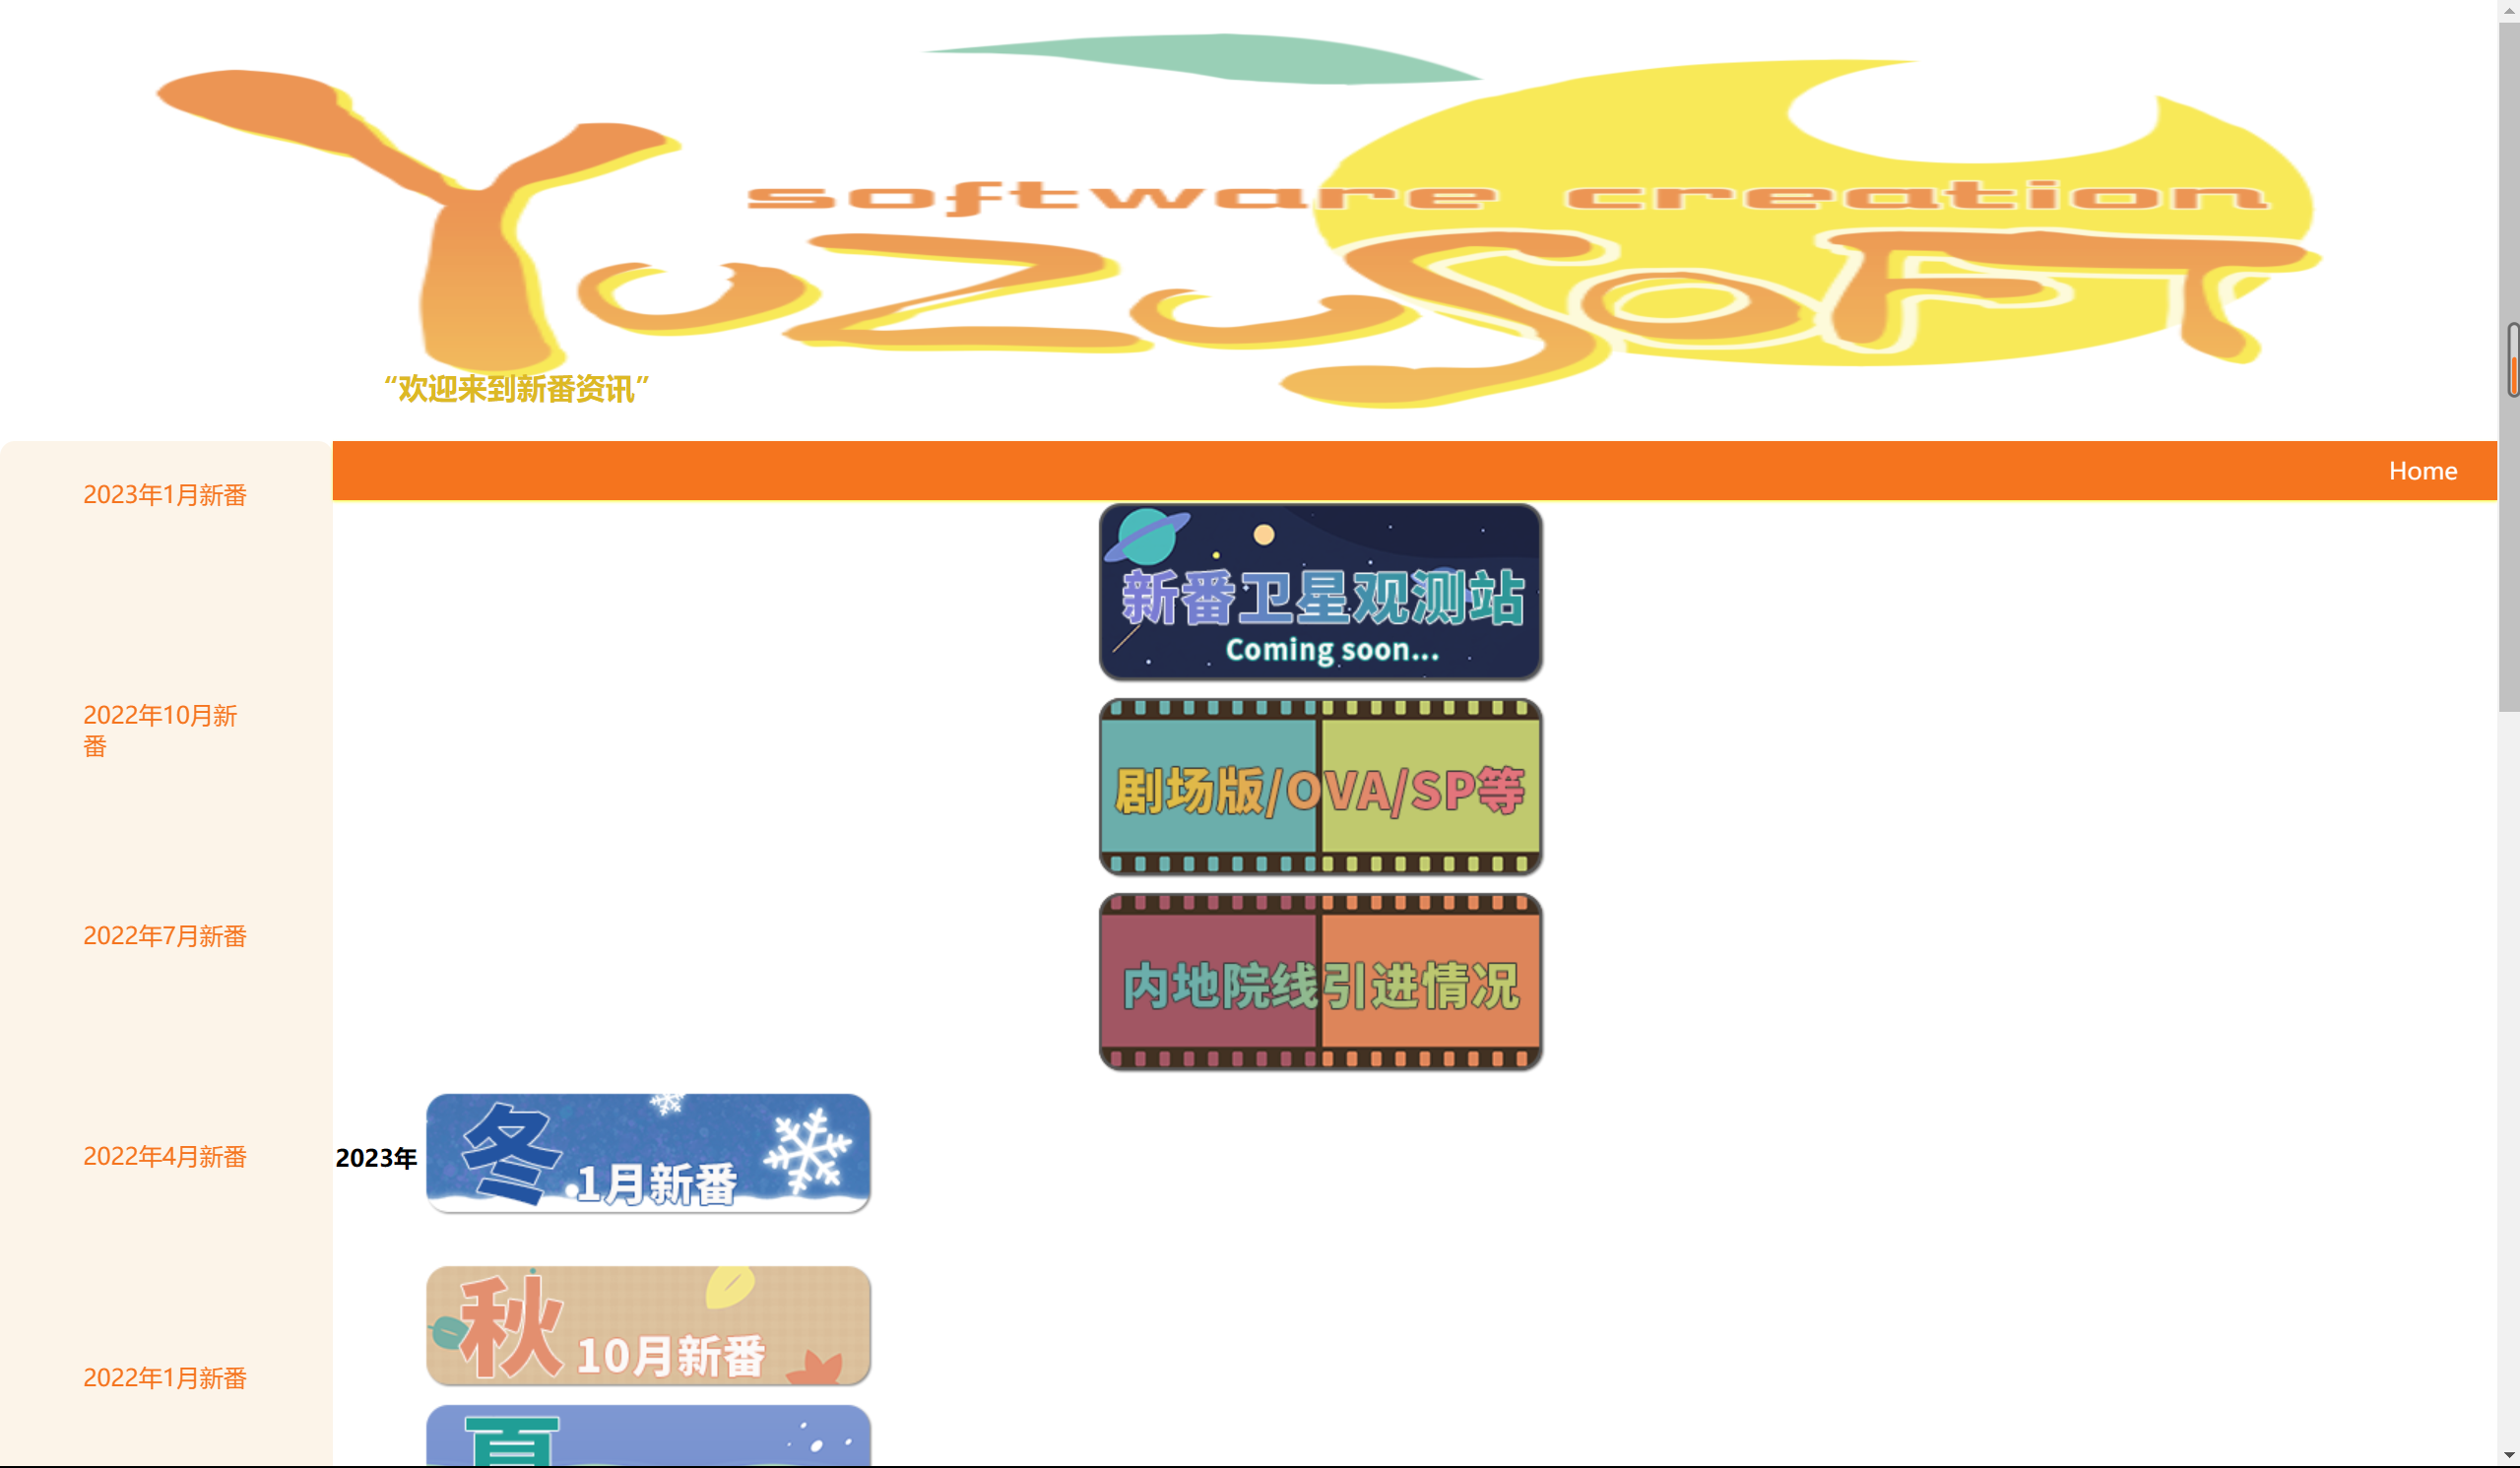 software creation
YUZUSOFT
“欢迎来到新番资讯”
Home
2023年1月新番
2022年10月新
番
2022年7月新番
2022年4月新番
2022年1月新番
新番卫星观测站
Coming soon...
剧场版/OVA/SP等
内地院线引进情况
2023年
冬
1月新番
秋
10月新番
夏